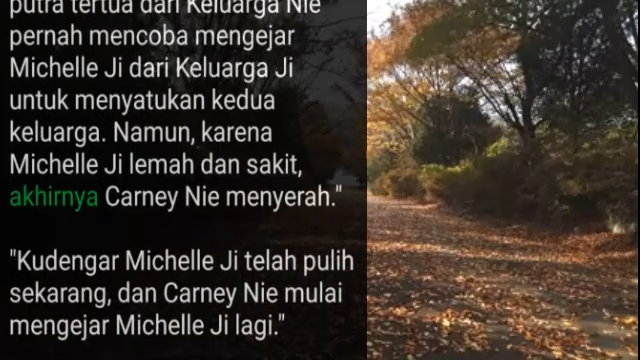 putra tertua dari Keluarga Nie
pernah mencoba mengejar
Michelle Ji dari Keluarga Ji
untuk menyatukan kedua
keluarga. Namun, karena
Michelle Ji lemah dan sakit,
akhirnya Carney Nie menyerah."
"Kudengar Michelle Ji telah pulih
sekarang, dan Carney Nie mulai
mengejar Michelle Ji lagi."